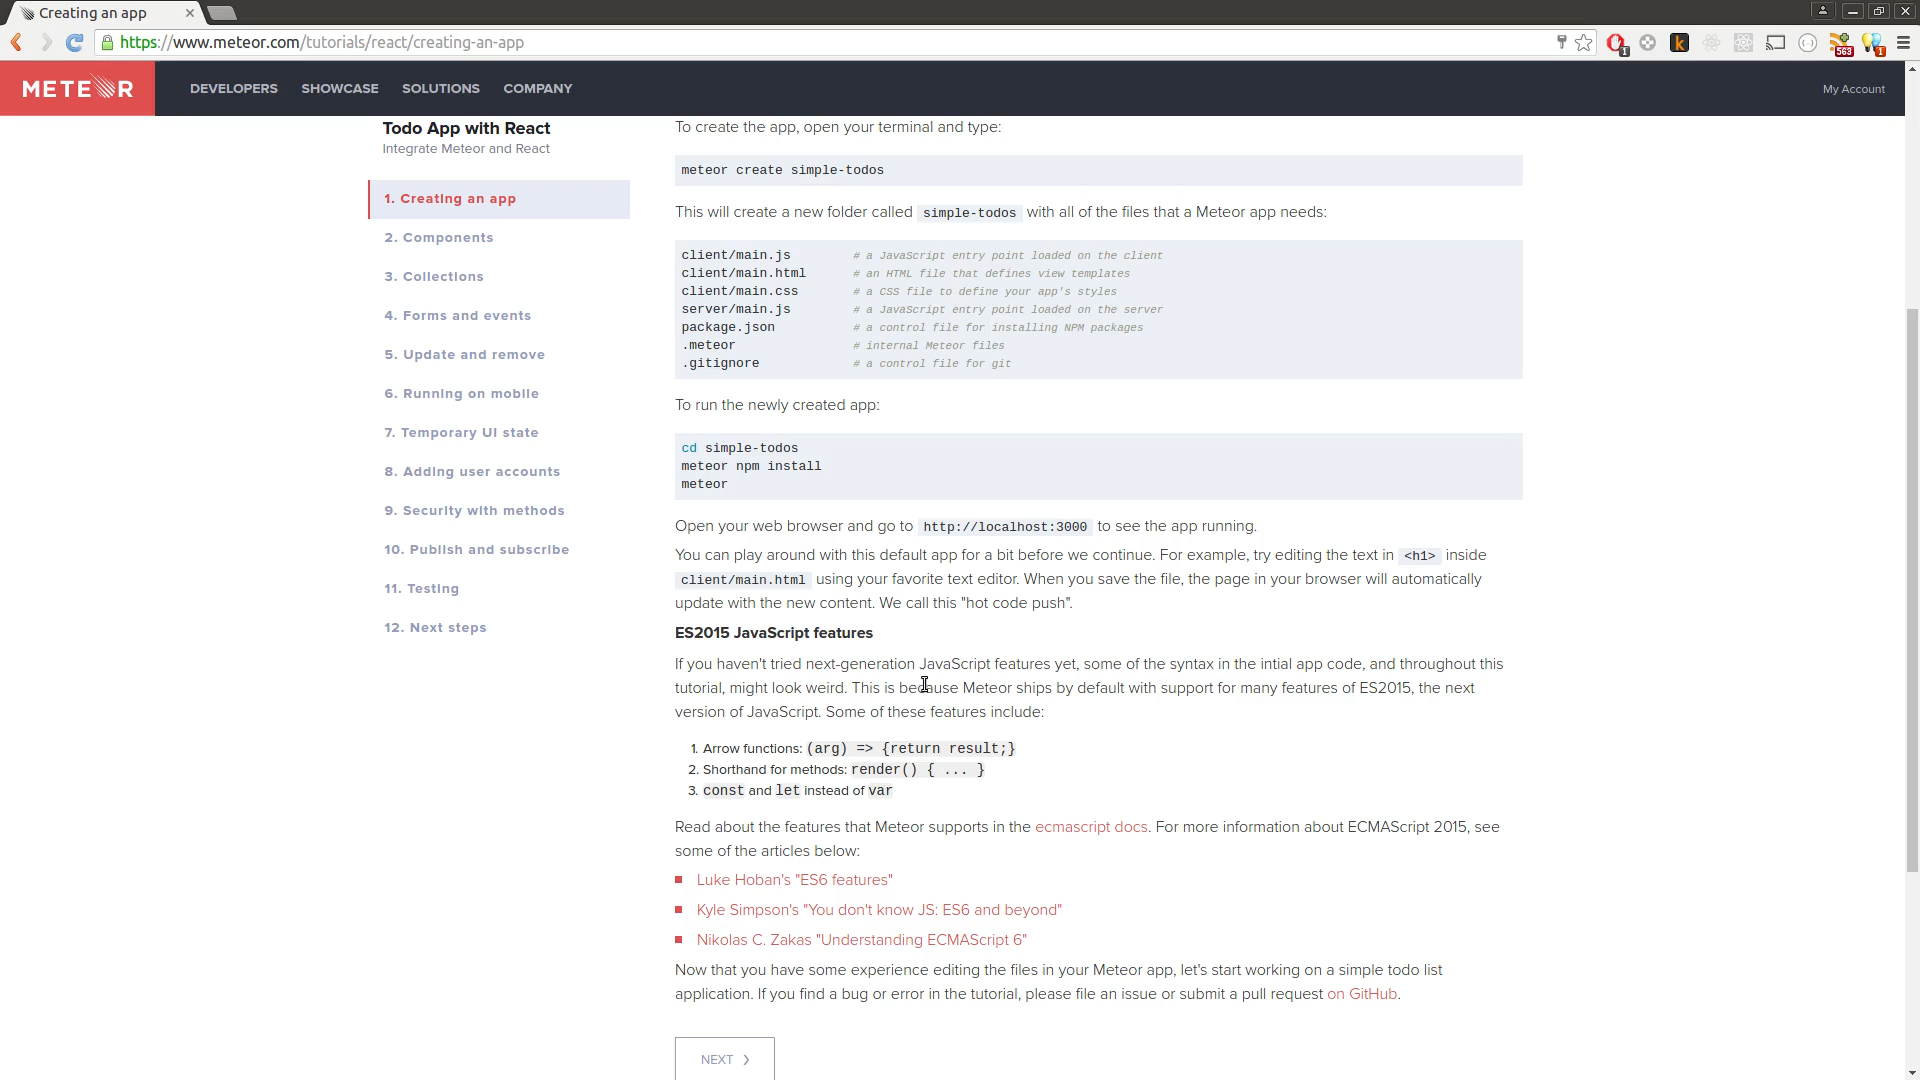 Creating an app
https://www.meteor.com/tutorials/react/creating-an-app
1
k
563
1
METEOR
DEVELOPERS
SHOWCASE
SOLUTIONS
COMPANY
My Account
Todo App with React
Integrate Meteor and React
1. Creating an app
2. Components
3. Collections
4. Forms and events
5. Update and remove
6. Running on mobile
7. Temporary UI state
8. Adding user accounts
9. Security with methods
10. Publish and subscribe
11. Testing
12. Next steps
To create the app, open your terminal and type:
meteor create simple-todos
This will create a new folder called simple-todos with all of the files that a Meteor app needs:
client/main.js # a JavaScript entry point loaded on the client
client/main.html # an HTML file that defines view templates
client/main.css # a CSS file to define your app's styles
server/main.js # a JavaScript entry point loaded on the server
package.json # a control file for installing NPM packages
.meteor # internal Meteor files
.gitignore # a control file for git
To run the newly created app:
cd simple-todos
meteor npm install
meteor
Open your web browser and go to http://localhost:3000 to see the app running.
You can play around with this default app for a bit before we continue. For example, try editing the text in <h1> inside
client/main.html using your favorite text editor. When you save the file, the page in your browser will automatically
update with the new content. We call this "hot code push".
ES2015 JavaScript features
If you haven't tried next-generation JavaScript features yet, some of the syntax in the intial app code, and throughout this
tutorial, might look weird. This is because Meteor ships by default with support for many features of ES2015, the next
version of JavaScript. Some of these features include:
1. Arrow functions: (arg) => {return result;}
2. Shorthand for methods: render() { ... }
3. const and let instead of var
Read about the features that Meteor supports in the ecmascript docs. For more information about ECMAScript 2015, see
some of the articles below:
Luke Hoban's "ES6 features"
Kyle Simpson's "You don't know JS: ES6 and beyond"
Nikolas C. Zakas "Understanding ECMAScript 6"
Now that you have some experience editing the files in your Meteor app, let's start working on a simple todo list
application. If you find a bug or error in the tutorial, please file an issue or submit a pull request on GitHub.
NEXT